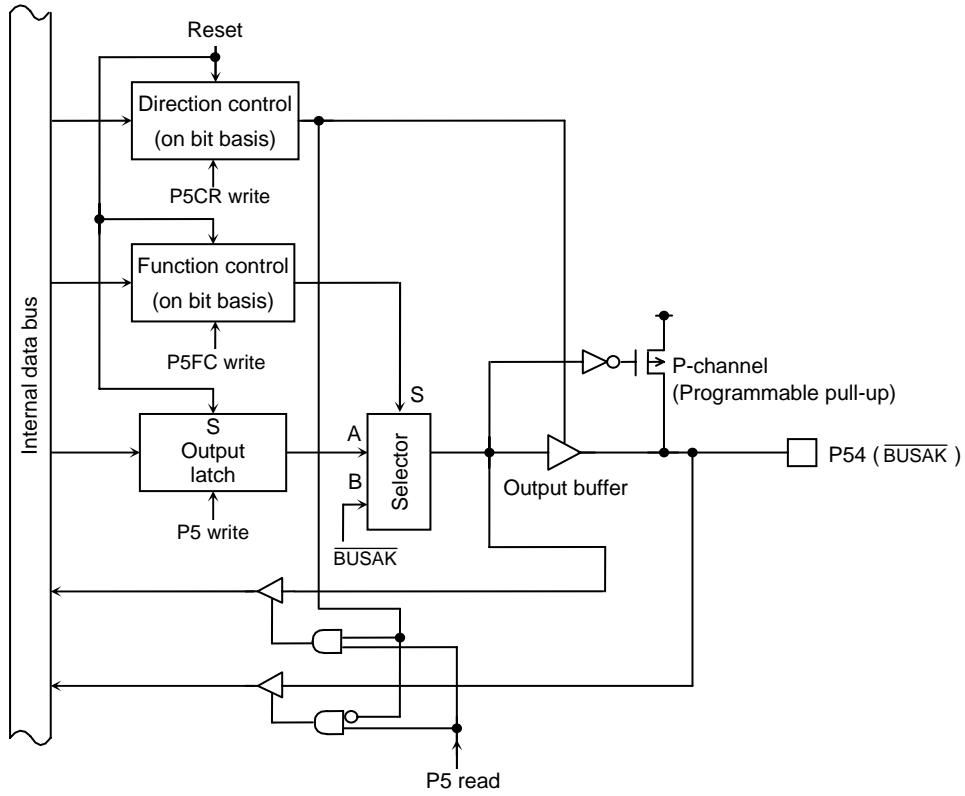 Reset
Direction control
(on bit basis)
P5CR write
Function control
(on bit basis)
P5FC write
Internal data bus
S
Output
latch
P5 write
A
B
S
Selector
BUSAK
Output buffer
P-channel
(Programmable pull-up)
P54 ( BUSAK )
P5 read